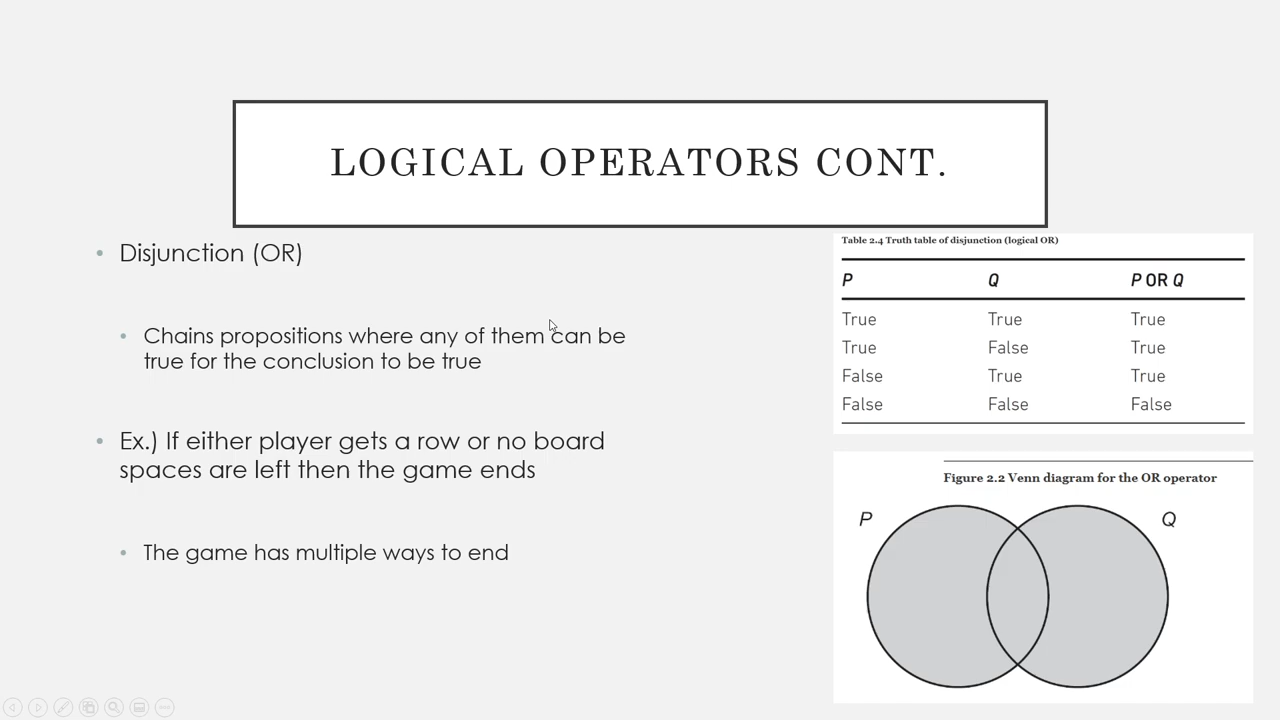 LOGICAL OPERATORS CONT.
• Disjunction (OR)
• Chains propositions where any of them can be
true for the conclusion to be true
• Ex.) If either player gets a row or no board
spaces are left then the game ends
• The game has multiple ways to end
Table 2.4 Truth table of disjunction (logical OR)
P Q P OR Q
True True True
True False True
False True True
False False False
Figure 2.2 Venn diagram for the OR operator
P Q